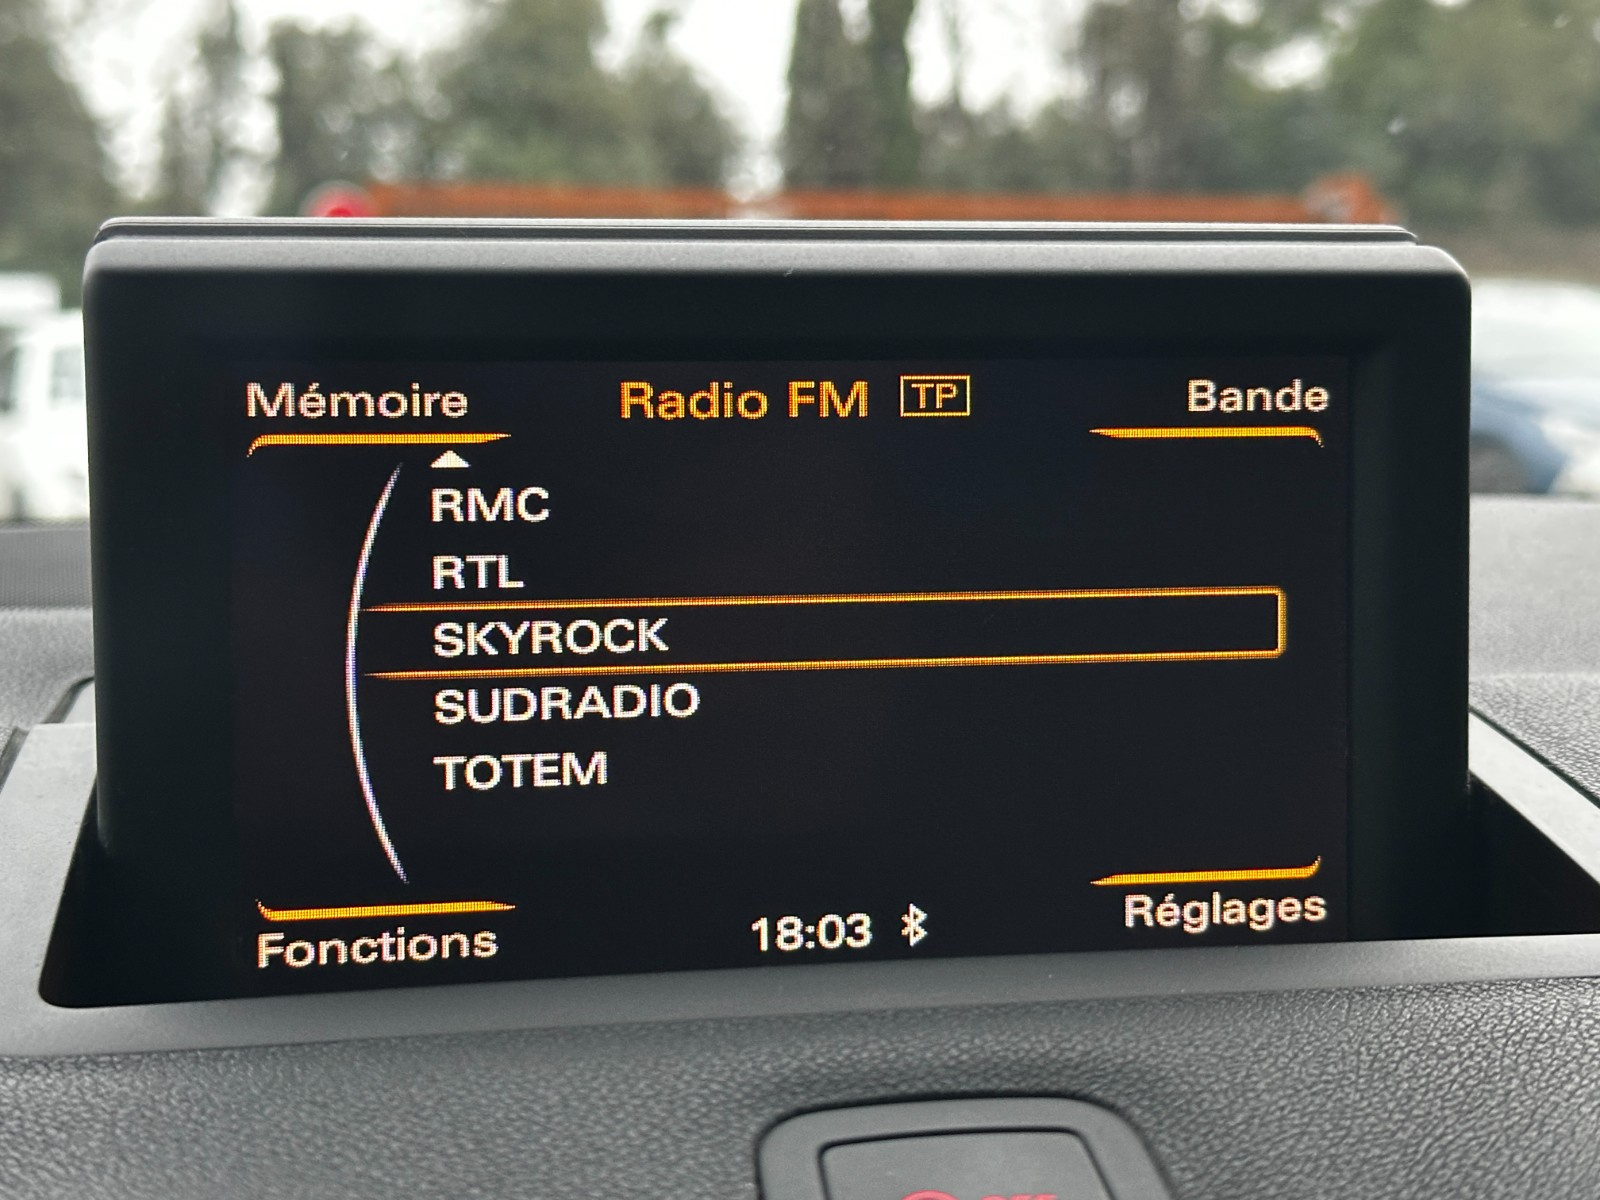 Mémoire
Radio FM TP
Bande
RMC
RTL
SKYROCK
SUDRADIO
TOTEM
Fonctions
18:03
Réglages